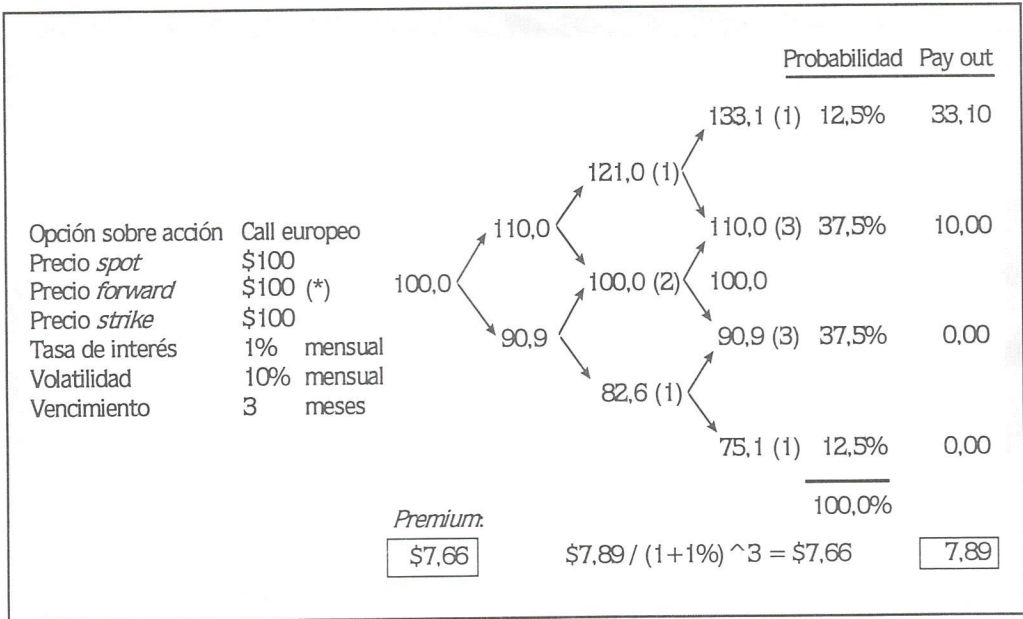 Probabilidad Pay out
133,1 (1) 12,5% 33,10
121,0 (1)
110,0 110,0 (3) 37,5% 10,00
Opción sobre acción Call europeo
Precio spot $100
Precio forward $100 (*)
Precio strike $100
Tasa de interés 1% mensual
Volatilidad 10% mensual
Vencimiento 3 meses
100,0 100,0 (2) 100,0
90,9 90,9 (3) 37,5% 0,00
82,6 (1)
75,1 (1) 12,5% 0,00
100,0%
Premium:
$7,66 $7,89 / (1+1%) ^3 = $7,66 7,89